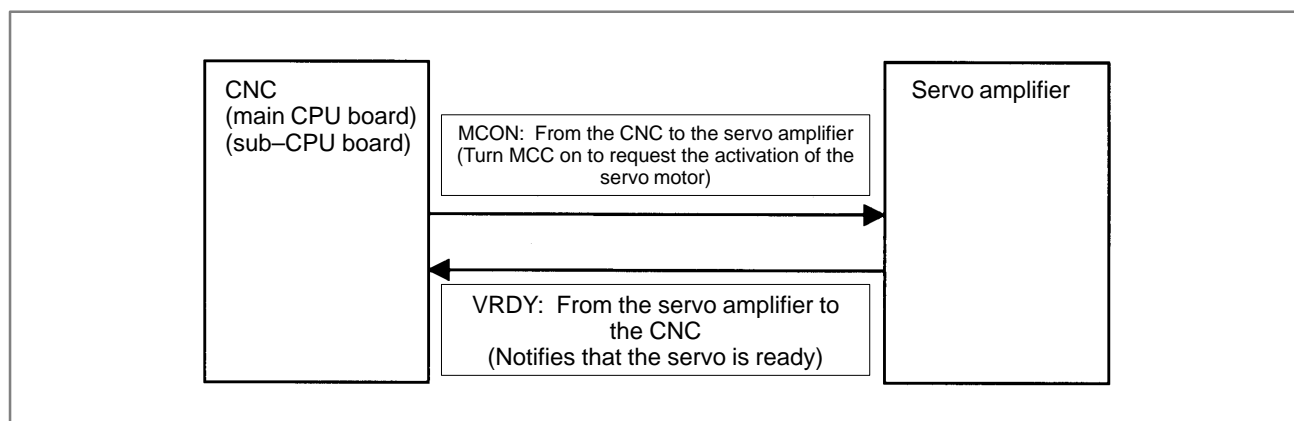 CNC
(main CPU board)
(sub–CPU board)
Servo amplifier
MCON: From the CNC to the servo amplifier
(Turn MCC on to request the activation of the
servo motor)
VRDY: From the servo amplifier to
the CNC
(Notifies that the servo is ready)